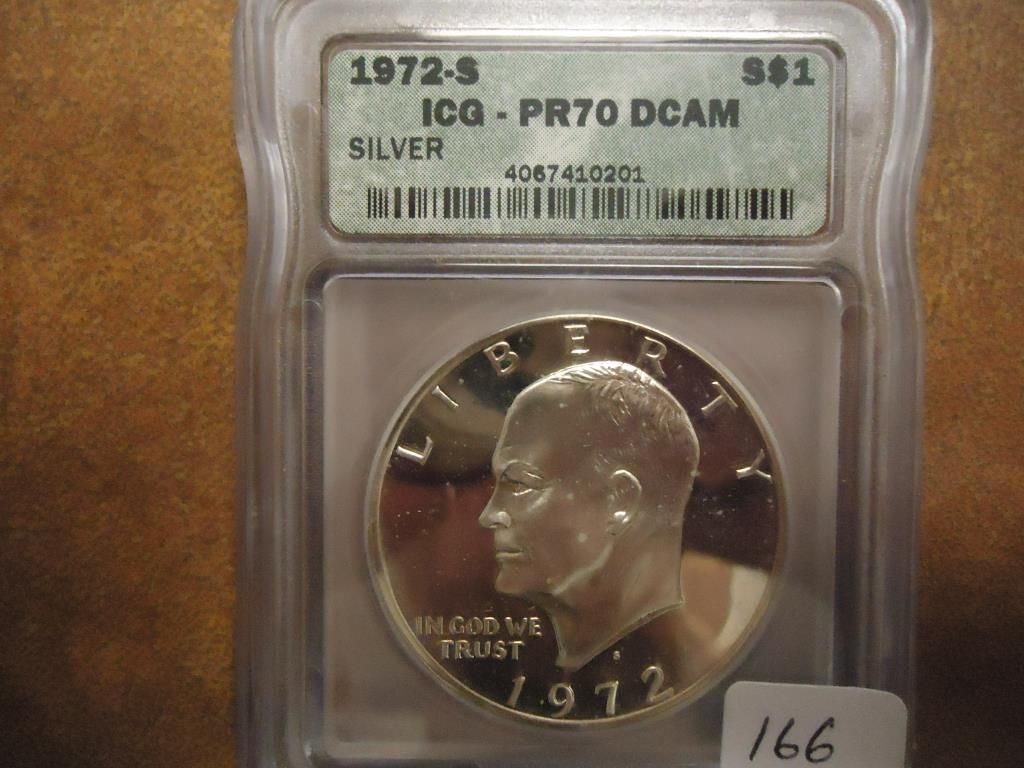 1972-S S$1
ICG - PR70 DCAM
SILVER
4067410201
LIBERTY
IN GOD WE
TRUST
S
1972
166